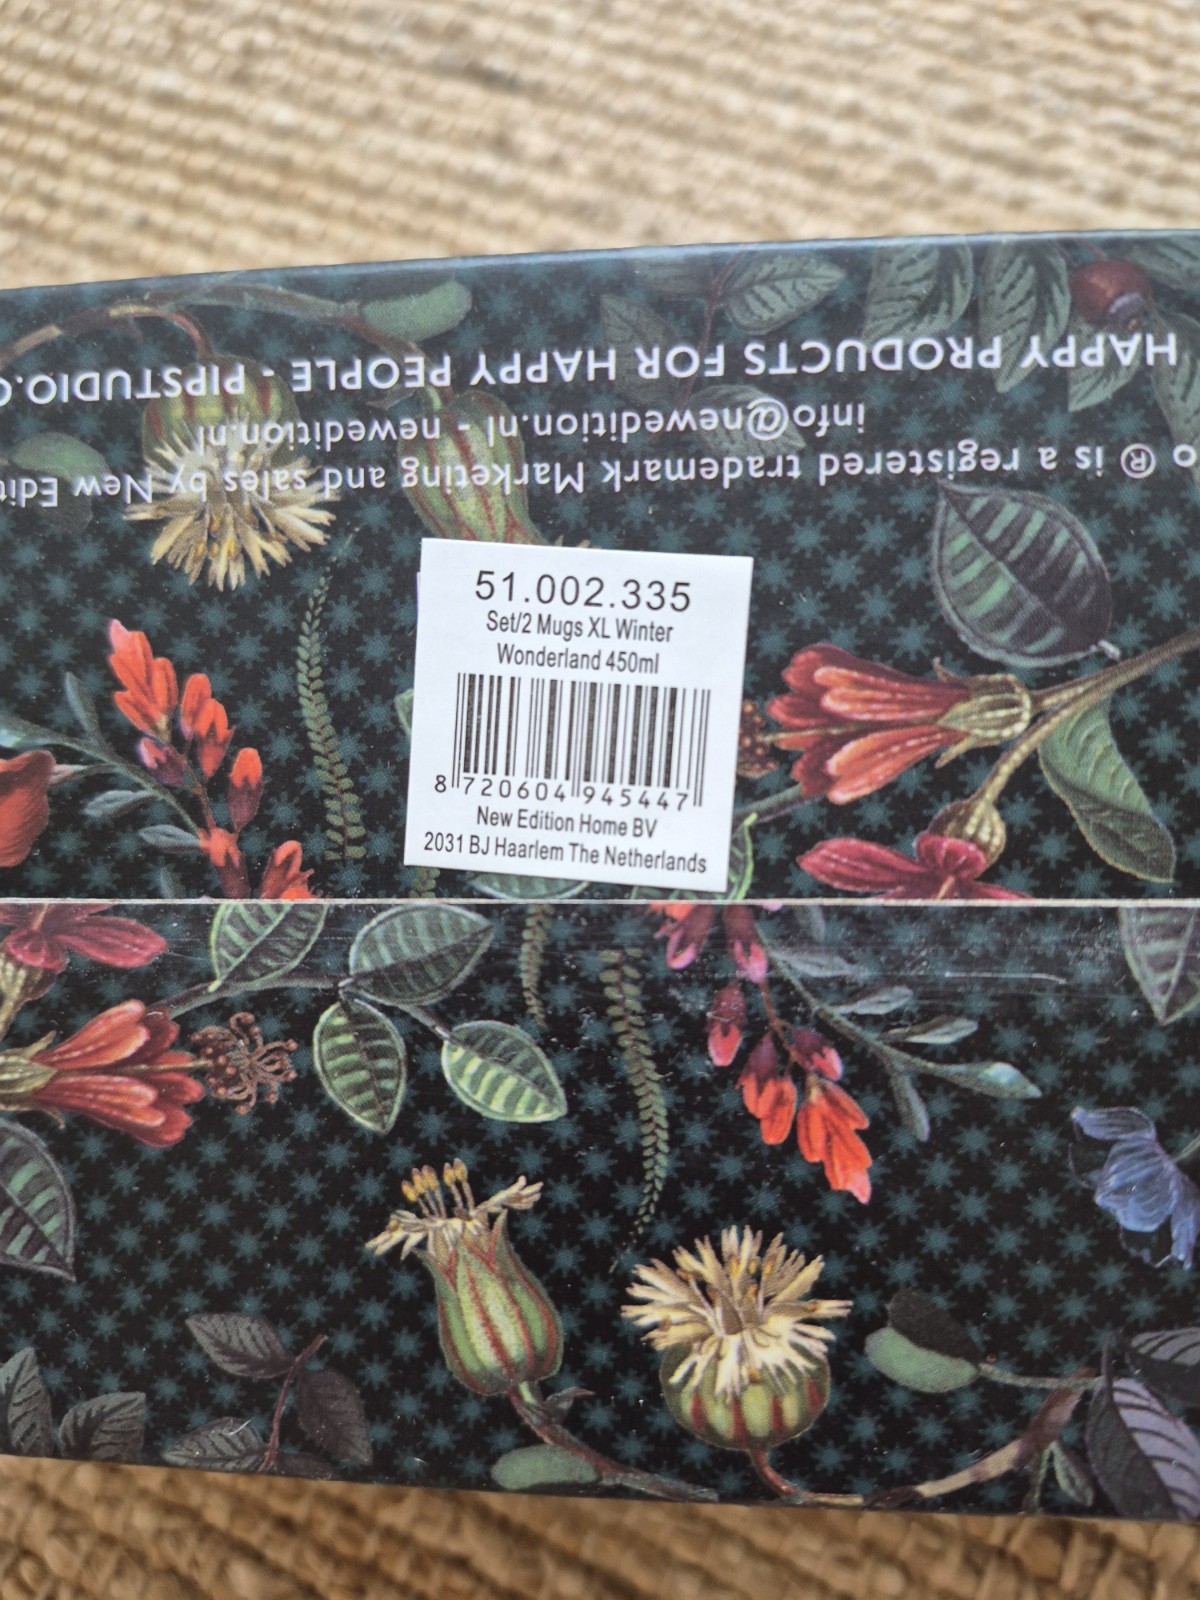 51.002.335
Set/2 Mugs XL Winter
Wonderland 450ml
8 720604 945447
New Edition Home BV
2031 BJ Haarlem The Netherlands
o ® is a registered trademark Marketing and sales by New Edit
info@newedition.nl - newedition.nl
HAPPY PRODUCTS FOR HAPPY PEOPLE - PIPSTUDIO.C